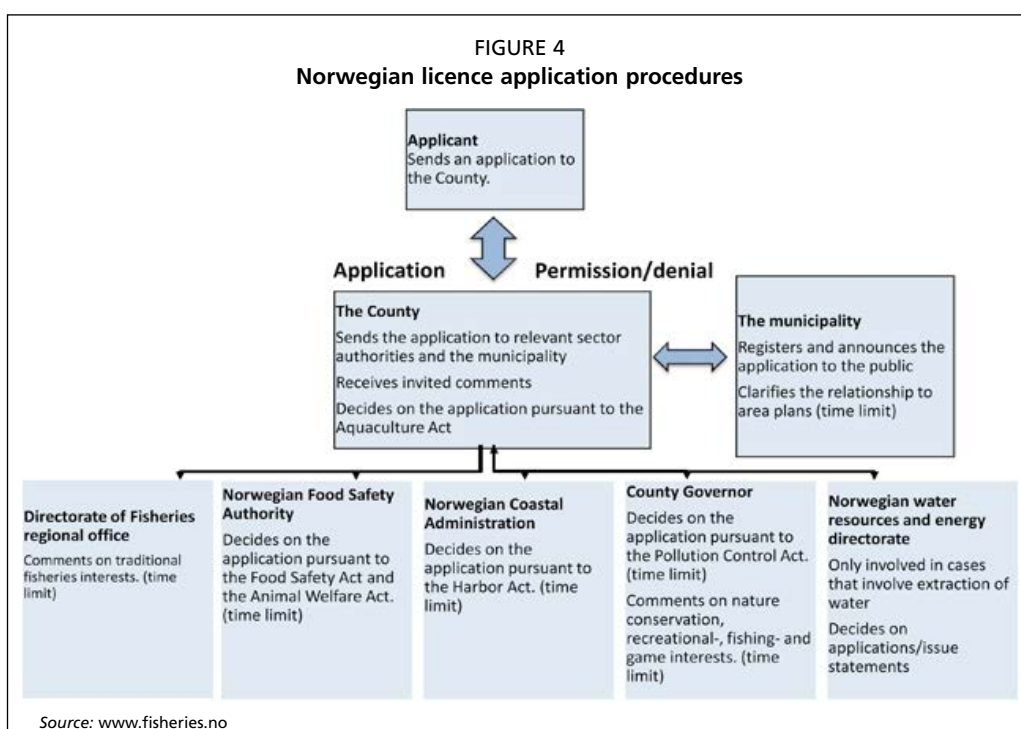 FIGURE 4
Norwegian licence application procedures
Applicant
Sends an application to
the County.
Application
Permission/denial
The County
Sends the application to relevant sector
authorities and the municipality
Receives invited comments
Decides on the application pursuant to the
Aquaculture Act
The municipality
Registers and announces the
application to the public
Clarifies the relationship to
area plans (time limit)
Directorate of Fisheries
regional office
Comments on traditional
fisheries interests. (time
limit)
Norwegian Food Safety
Authority
Decides on the
application pursuant to
the Food Safety Act and
the Animal Welfare Act.
(time limit)
Norwegian Coastal
Administration
Decides on the
application pursuant to
the Harbor Act. (time
limit)
County Governor
Decides on the
application pursuant to
the Pollution Control Act.
(time limit)
Comments on nature
conservation,
recreational-, fishing- and
game interests. (time
limit)
Norwegian water
resources and energy
directorate
Only involved in cases
that involve extraction of
water
Decides on
applications/issue
statements
Source: www.fisheries.no